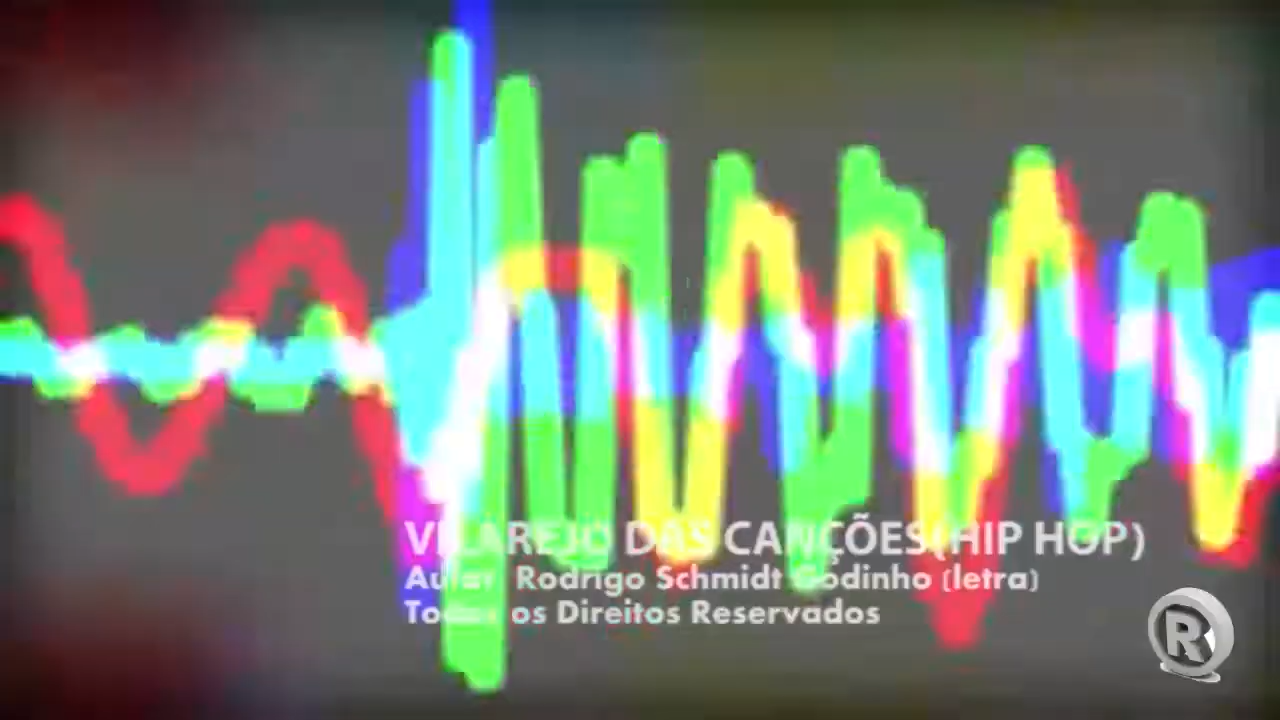 VILAREJO DAS CANÇÕES(HIP HOP)
Autor: Rodrigo Schmidt Godinho (letra)
Todos os Direitos Reservados
R